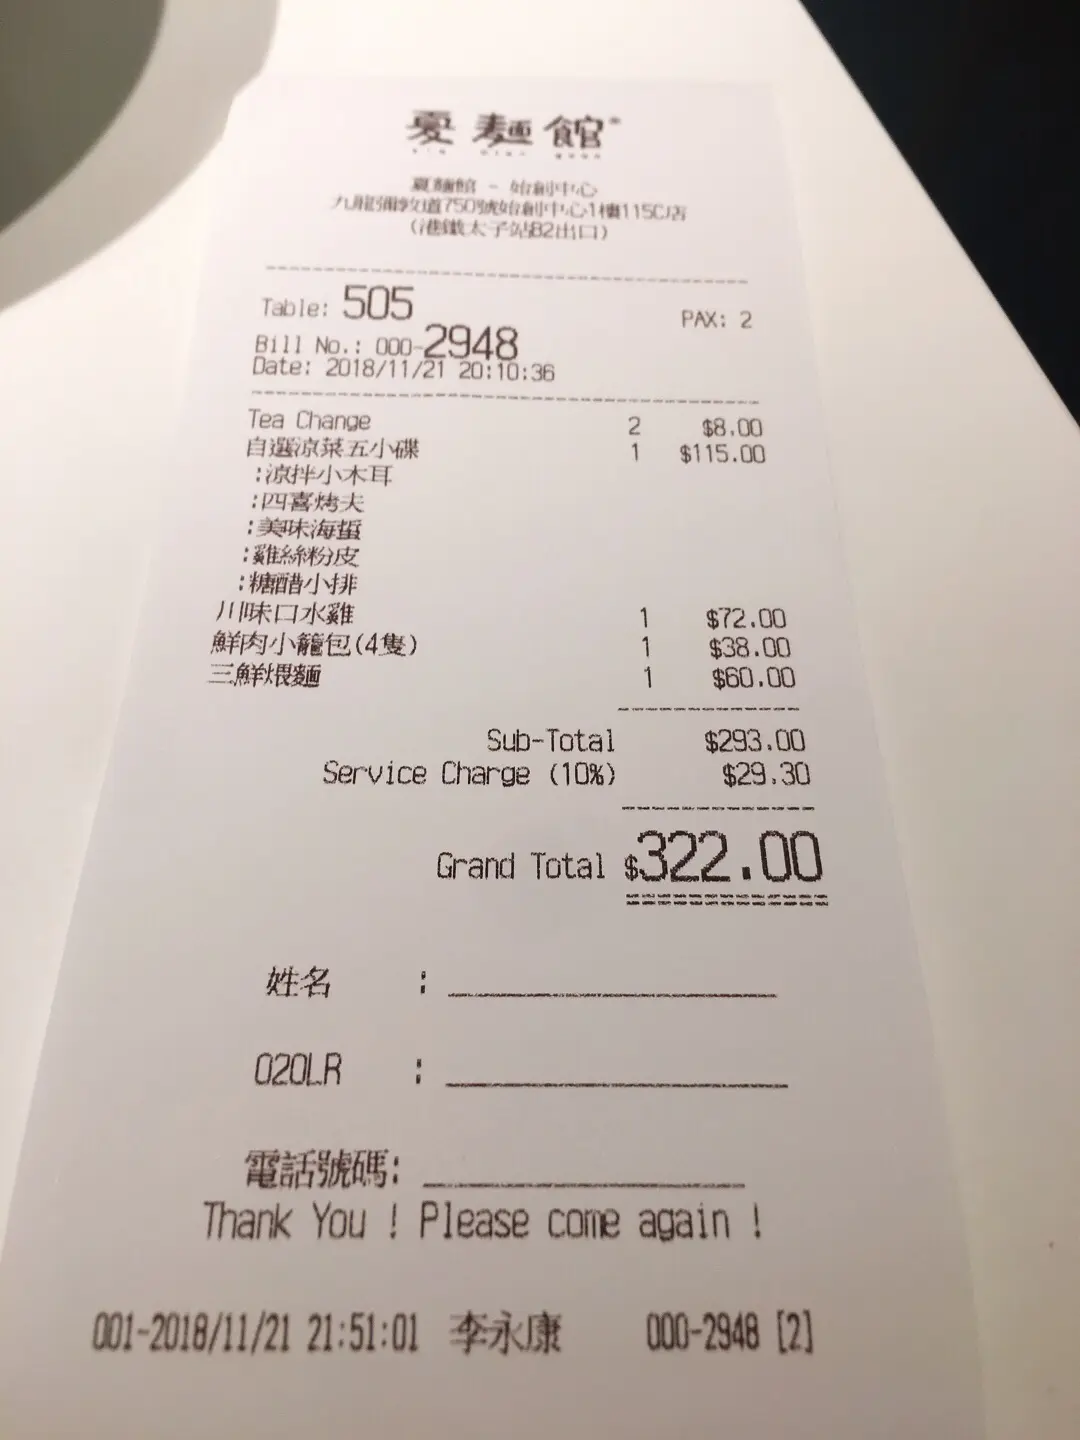 夏麵館
夏麵館 - 始創中心
九龍彌敦道750號始創中心1樓115C店
(港鐵太子站B2出口)
Table: 505 PAX: 2
Bill No.: 000-2948
Date: 2018/11/21 20:10:36
Tea Change 2 $8.00
自選涼菜五小碟 1 $115.00
:涼拌小木耳
:四喜烤夫
:美味海蜇
:雞絲粉皮
:糖醋小排
川味口水雞 1 $72.00
鮮肉小籠包(4隻) 1 $38.00
三鮮煨麵 1 $60.00
Sub-Total $293.00
Service Charge (10%) $29.30
Grand Total $322.00
姓名 :
O2OLR :
電話號碼:
Thank You ! Please come again !
001-2018/11/21 21:51:01 李永康 000-2948 [2]